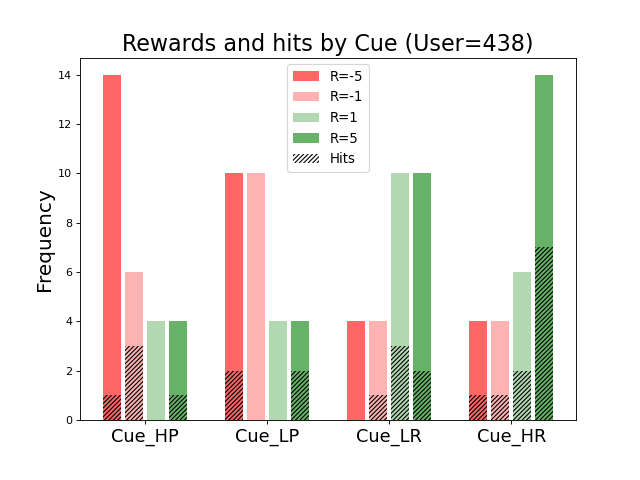 Rewards and hits by Cue (User=438)
R=-5
R=-1
R=1
R=5
Hits
Frequency
14
12
10
8
6
4
2
0
Cue_HP
Cue_LP
Cue_LR
Cue_HR